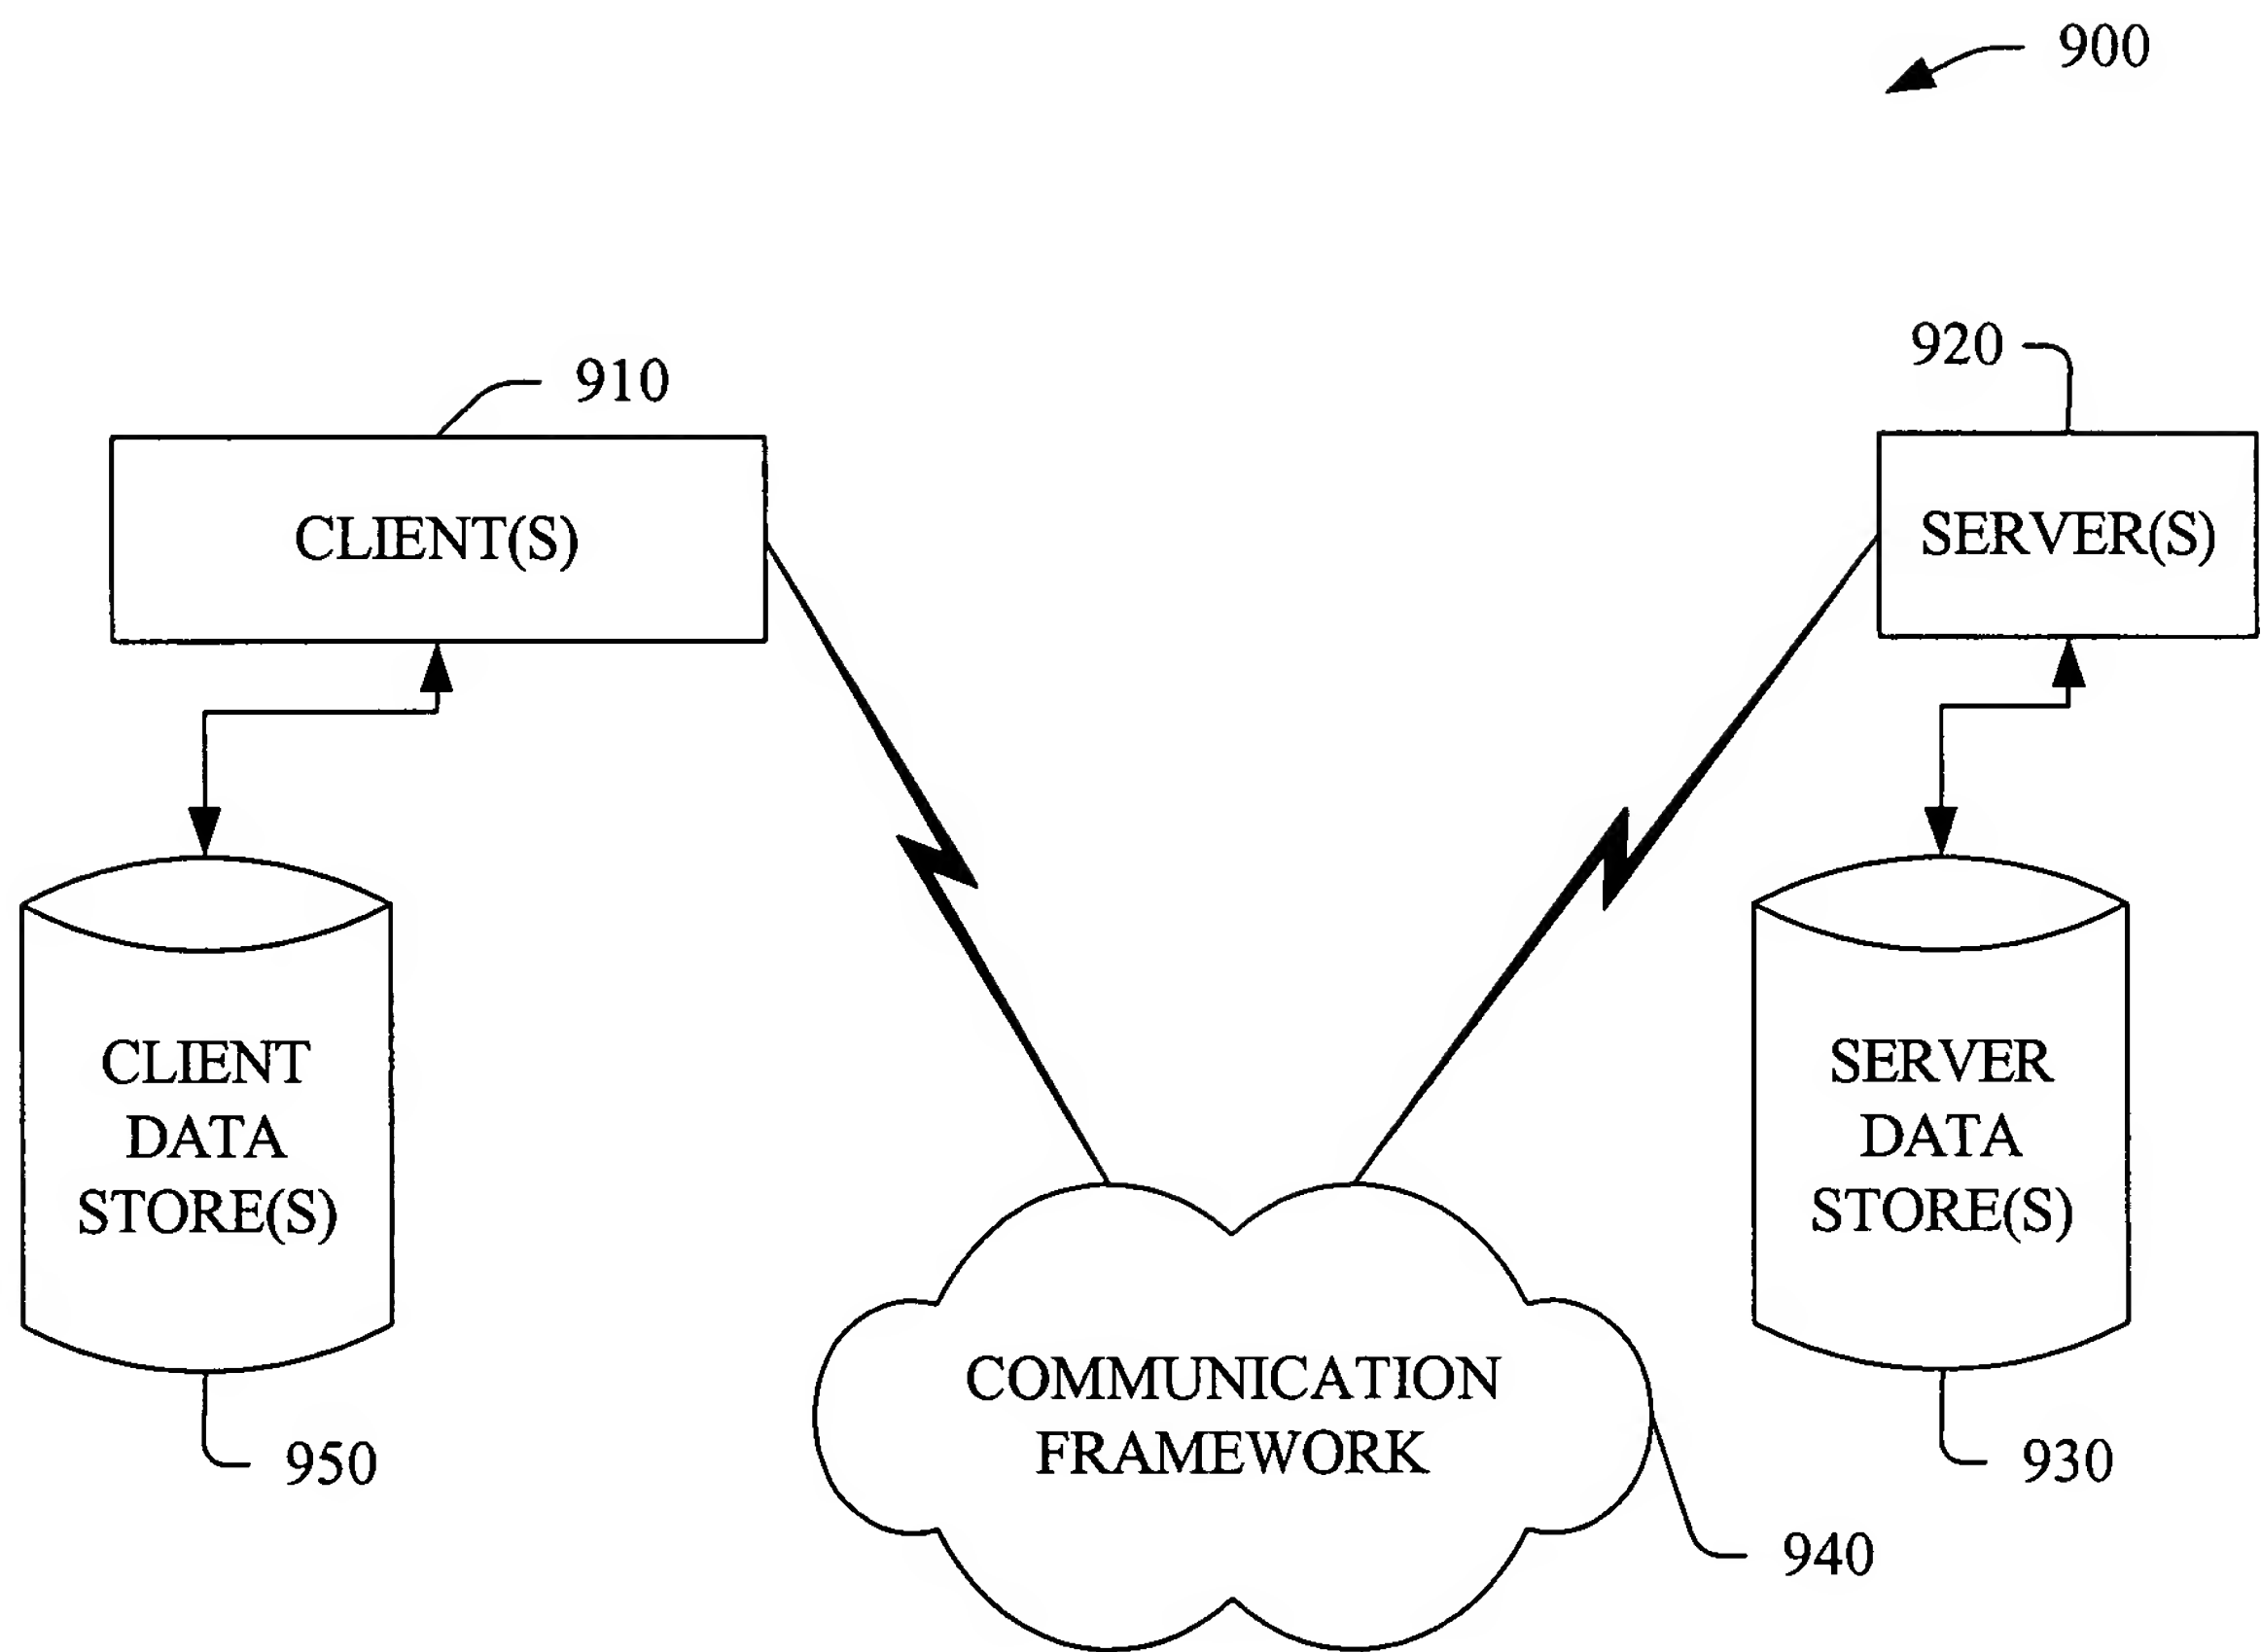 900
920
910
CLIENT(S)
SERVER(S)
CLIENT
DATA
STORE(S)
SERVER
DATA
STORE(S)
COMMUNICATION
FRAMEWORK
950
930
940